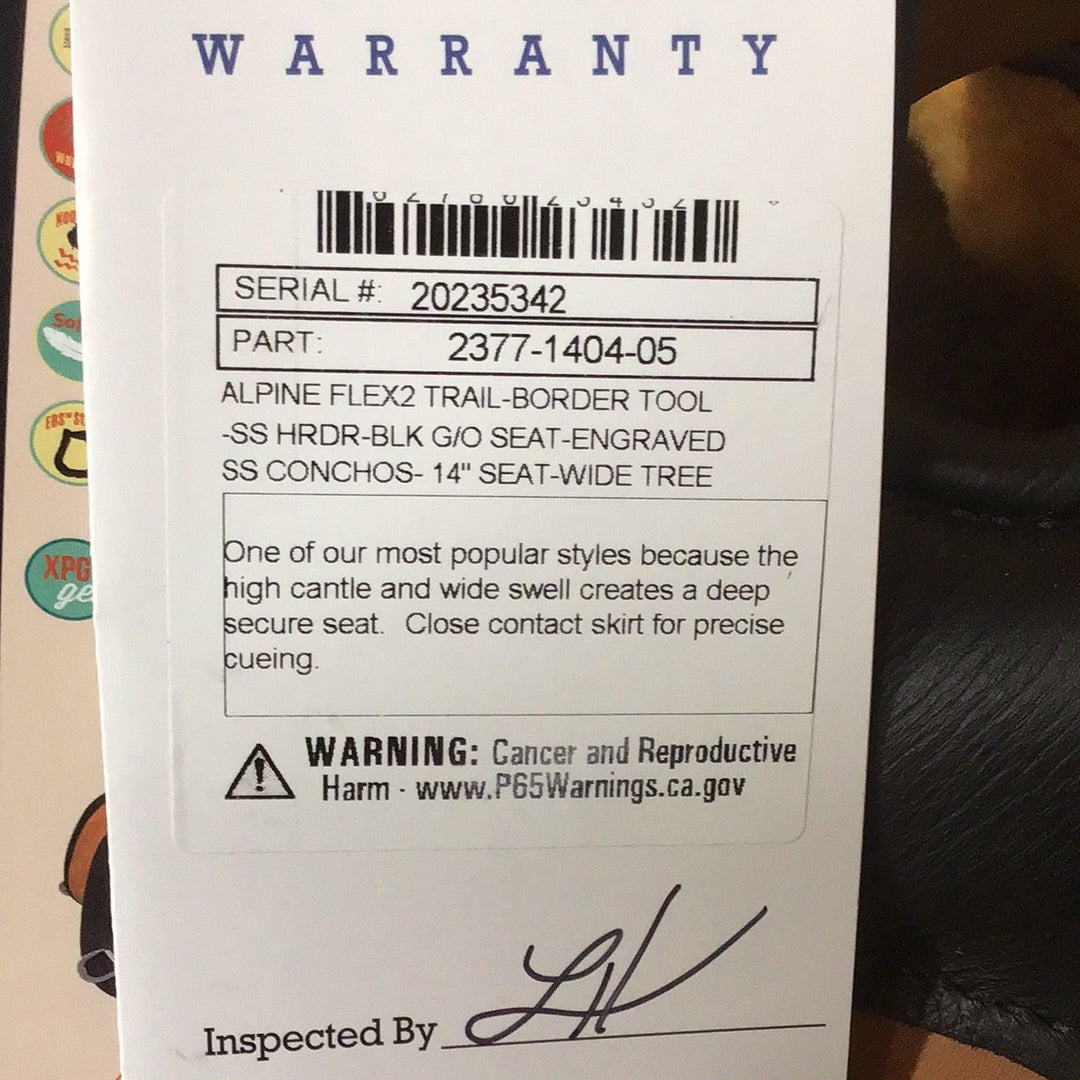 WARRANTY
SERIAL #: 20235342
PART: 2377-1404-05
ALPINE FLEX2 TRAIL-BORDER TOOL
-SS HRDR-BLK G/O SEAT-ENGRAVED
SS CONCHOS- 14" SEAT-WIDE TREE
One of our most popular styles because the
high cantle and wide swell creates a deep
secure seat. Close contact skirt for precise
cueing.
WARNING: Cancer and Reproductive
Harm - www.P65Warnings.ca.gov
Inspected By
XPG